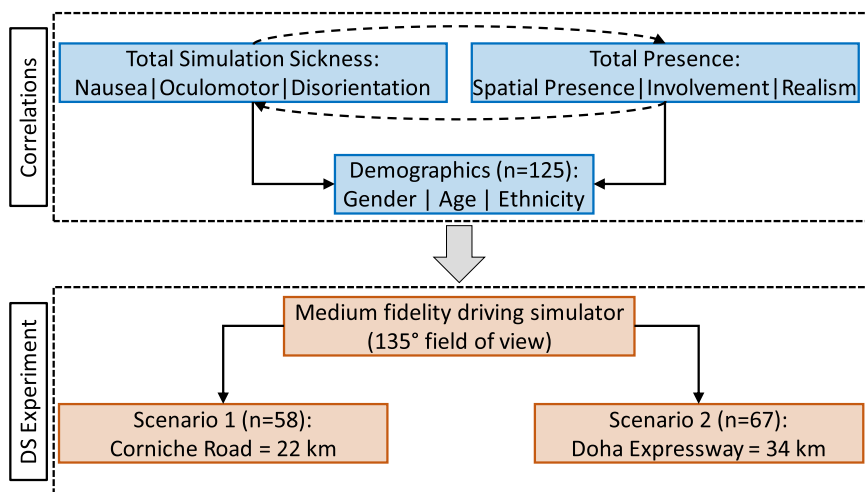 Correlations
Total Simulation Sickness:
Nausea|Oculomotor|Disorientation
Total Presence:
Spatial Presence|Involvement|Realism
Demographics (n=125):
Gender | Age | Ethnicity
DS Experiment
Medium fidelity driving simulator
(135° field of view)
Scenario 1 (n=58):
Corniche Road = 22 km
Scenario 2 (n=67):
Doha Expressway = 34 km